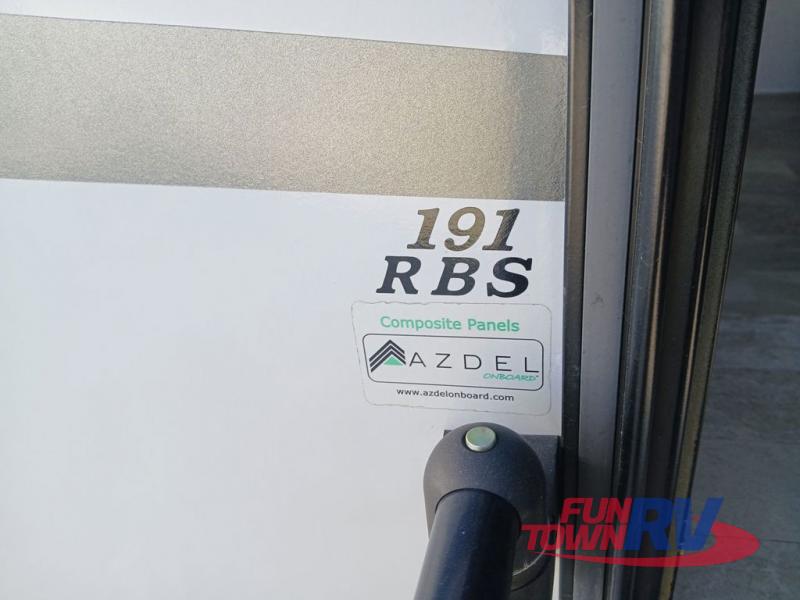 191
RBS
Composite Panels
AZDEL
ONBOARD
www.azdelonboard.com
FUN
TOWN RV